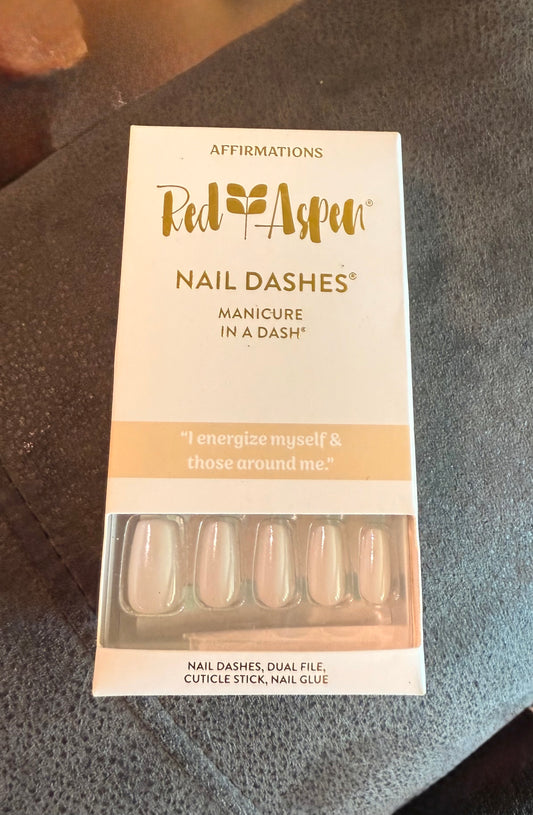 AFFIRMATIONS
Red Aspen®
NAIL DASHES®
MANICURE
IN A DASH®
"I energize myself &
those around me."
NAIL DASHES, DUAL FILE,
CUTICLE STICK, NAIL GLUE